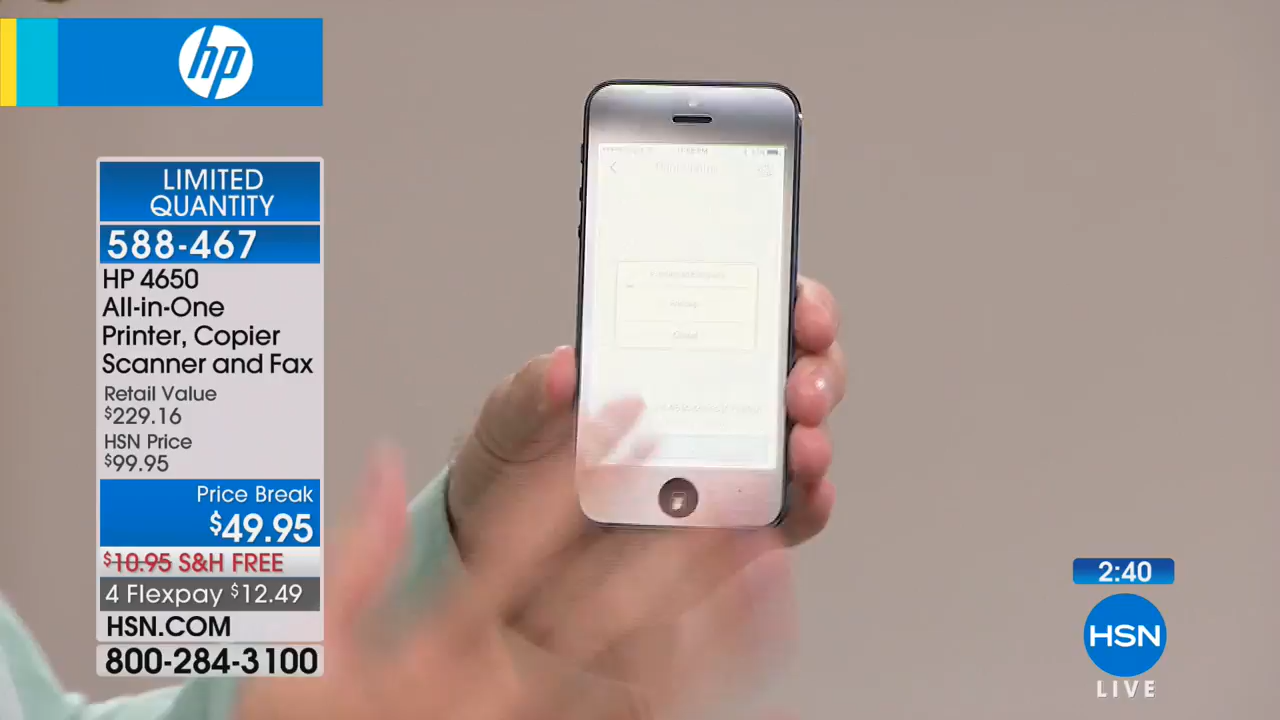 hp
LIMITED
QUANTITY
588-467
HP 4650
All-in-One
Printer, Copier
Scanner and Fax
Retail Value
$229.16
HSN Price
$99.95
Price Break
$49.95
$10.95 S&H FREE
4 Flexpay $12.49
HSN.COM
800-284-3100
2:40
HSN
LIVE